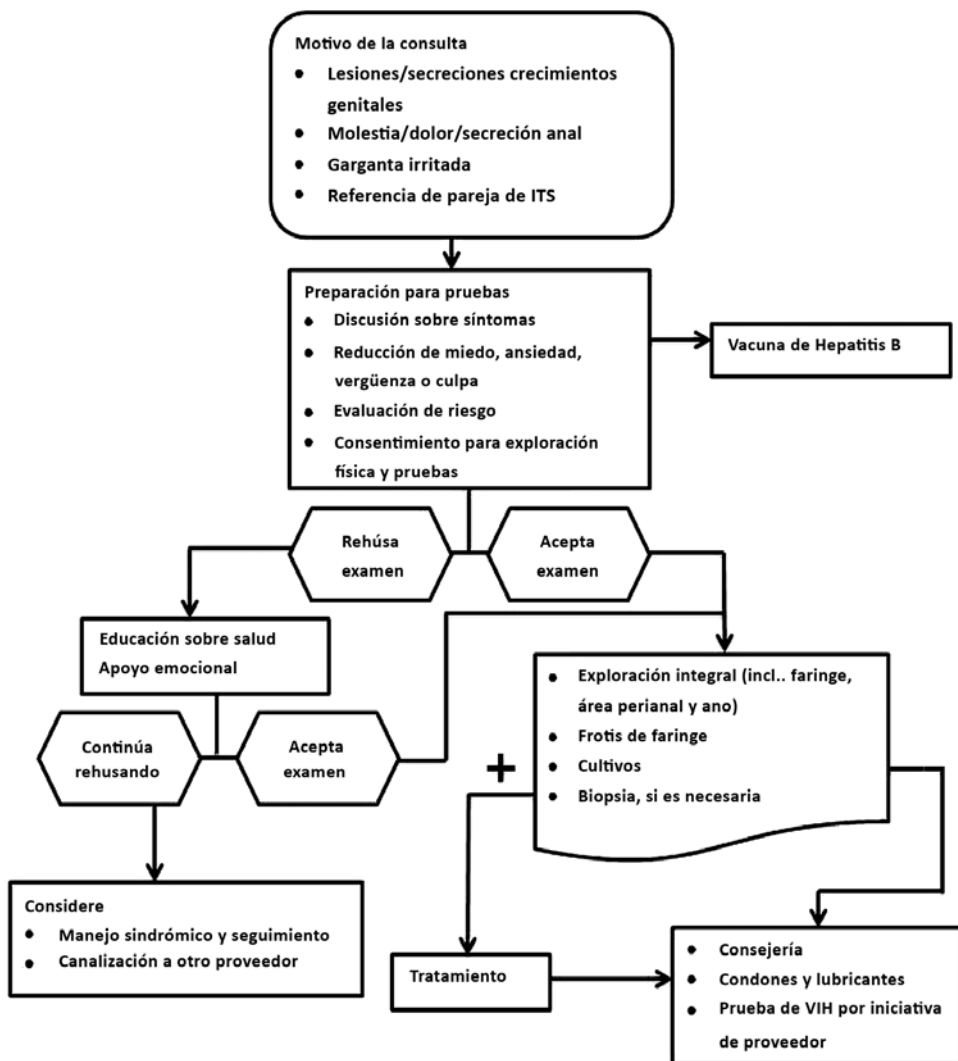 Motivo de la consulta
• Lesiones/secreciones crecimientos
genitales
• Molestia/dolor/secreción anal
• Garganta irritada
• Referencia de pareja de ITS
Preparación para pruebas
• Discusión sobre síntomas
• Reducción de miedo, ansiedad,
vergüenza o culpa
• Evaluación de riesgo
• Consentimiento para exploración
física y pruebas
Vacuna de Hepatitis B
Rehúsa
examen
Acepta
examen
Educación sobre salud
Apoyo emocional
Continúa
rehusando
Acepta
examen
• Exploración integral (incl.. faringe,
área perianal y ano)
• Frotis de faringe
• Cultivos
• Biopsia, si es necesaria
+
Considere
• Manejo sindrómico y seguimiento
• Canalización a otro proveedor
Tratamiento
• Consejería
• Condones y lubricantes
• Prueba de VIH por iniciativa
de proveedor